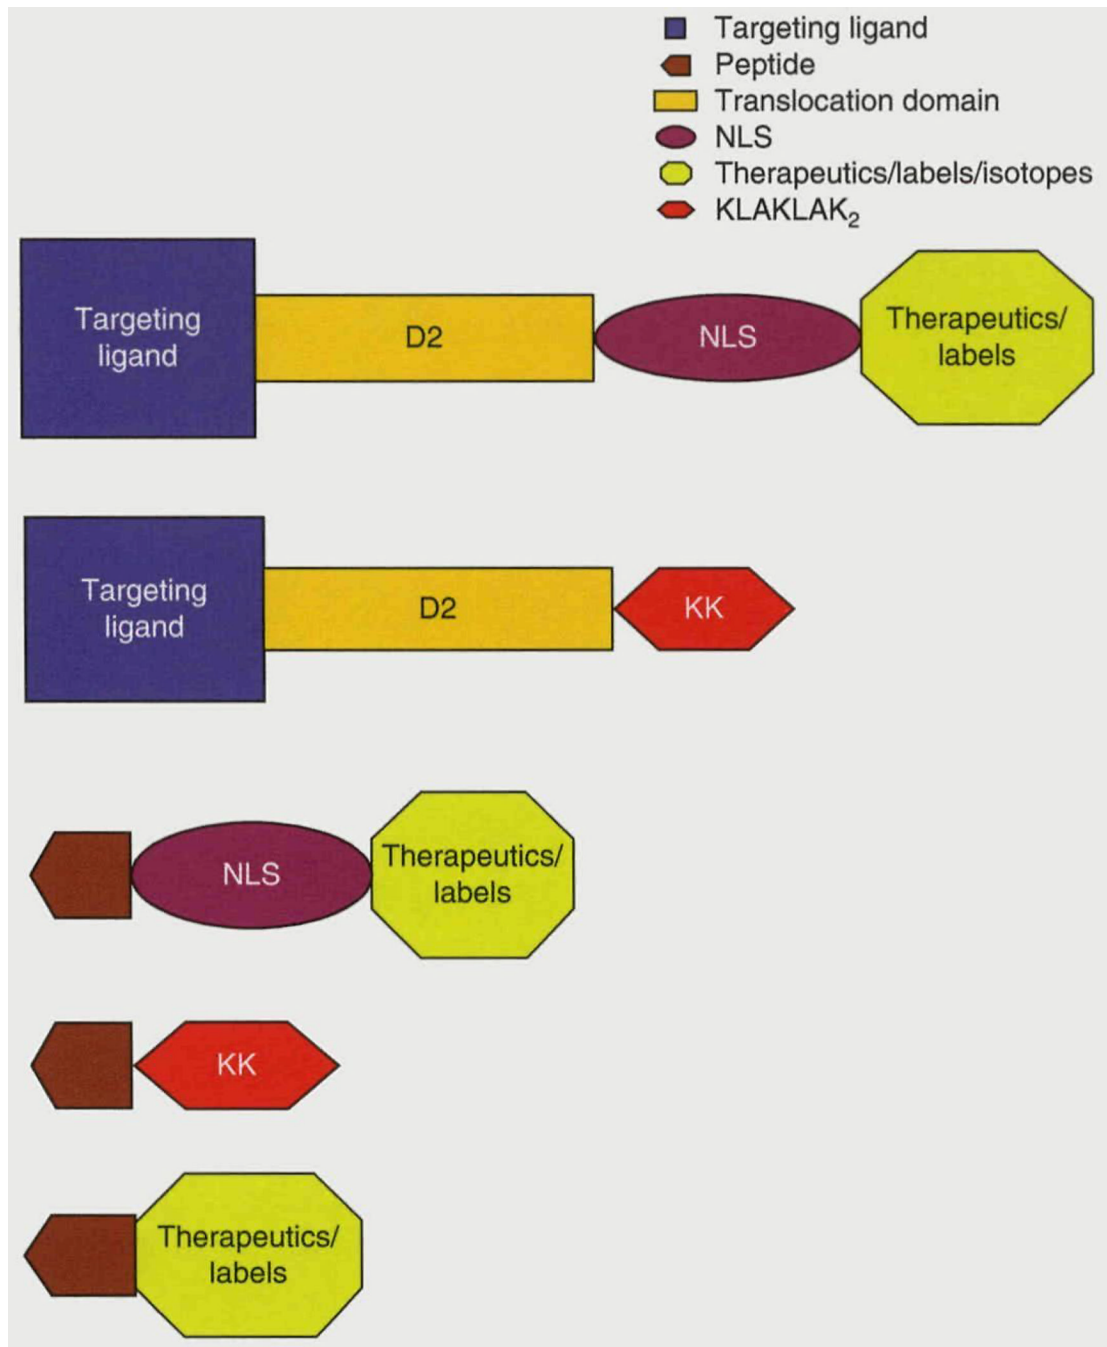 Targeting ligand
Peptide
Translocation domain
NLS
Therapeutics/labels/isotopes
KLAKLAK₂
Targeting
ligand
D2
NLS
Therapeutics/
labels
Targeting
ligand
D2
KK
NLS
Therapeutics/
labels
KK
Therapeutics/
labels